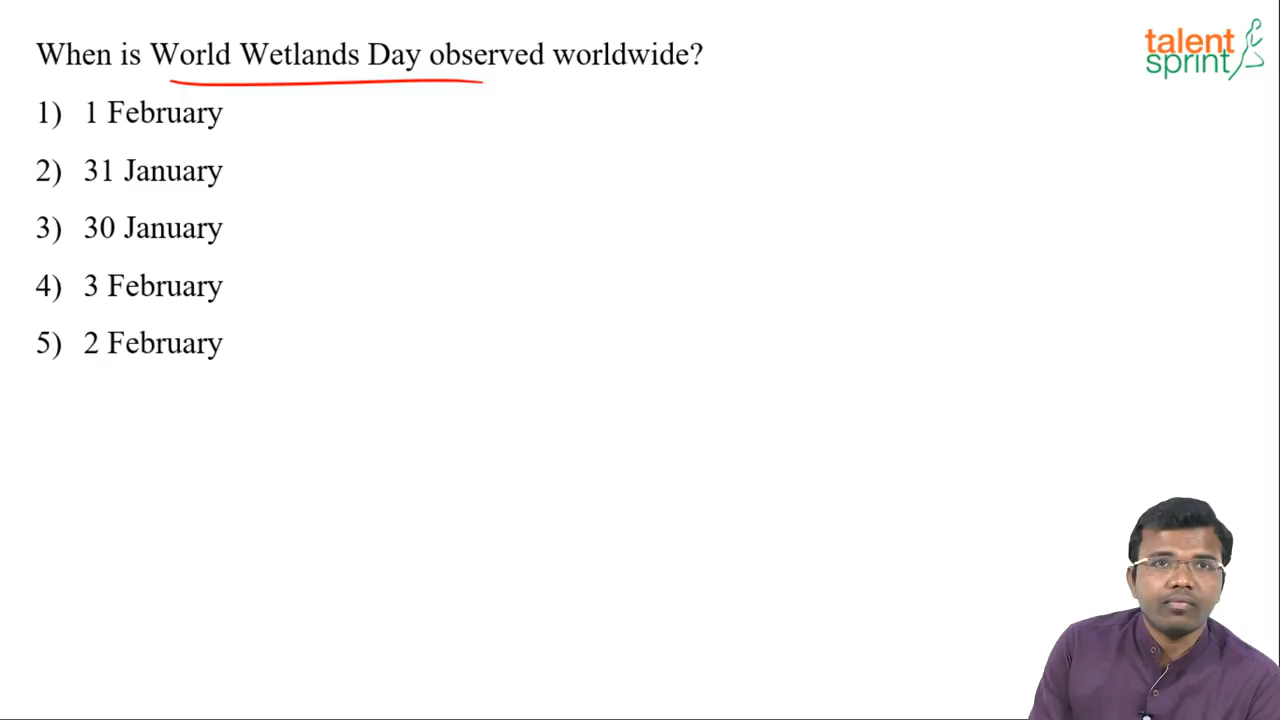 When is World Wetlands Day observed worldwide?
talent
sprint
1) 1 February
2) 31 January
3) 30 January
4) 3 February
5) 2 February